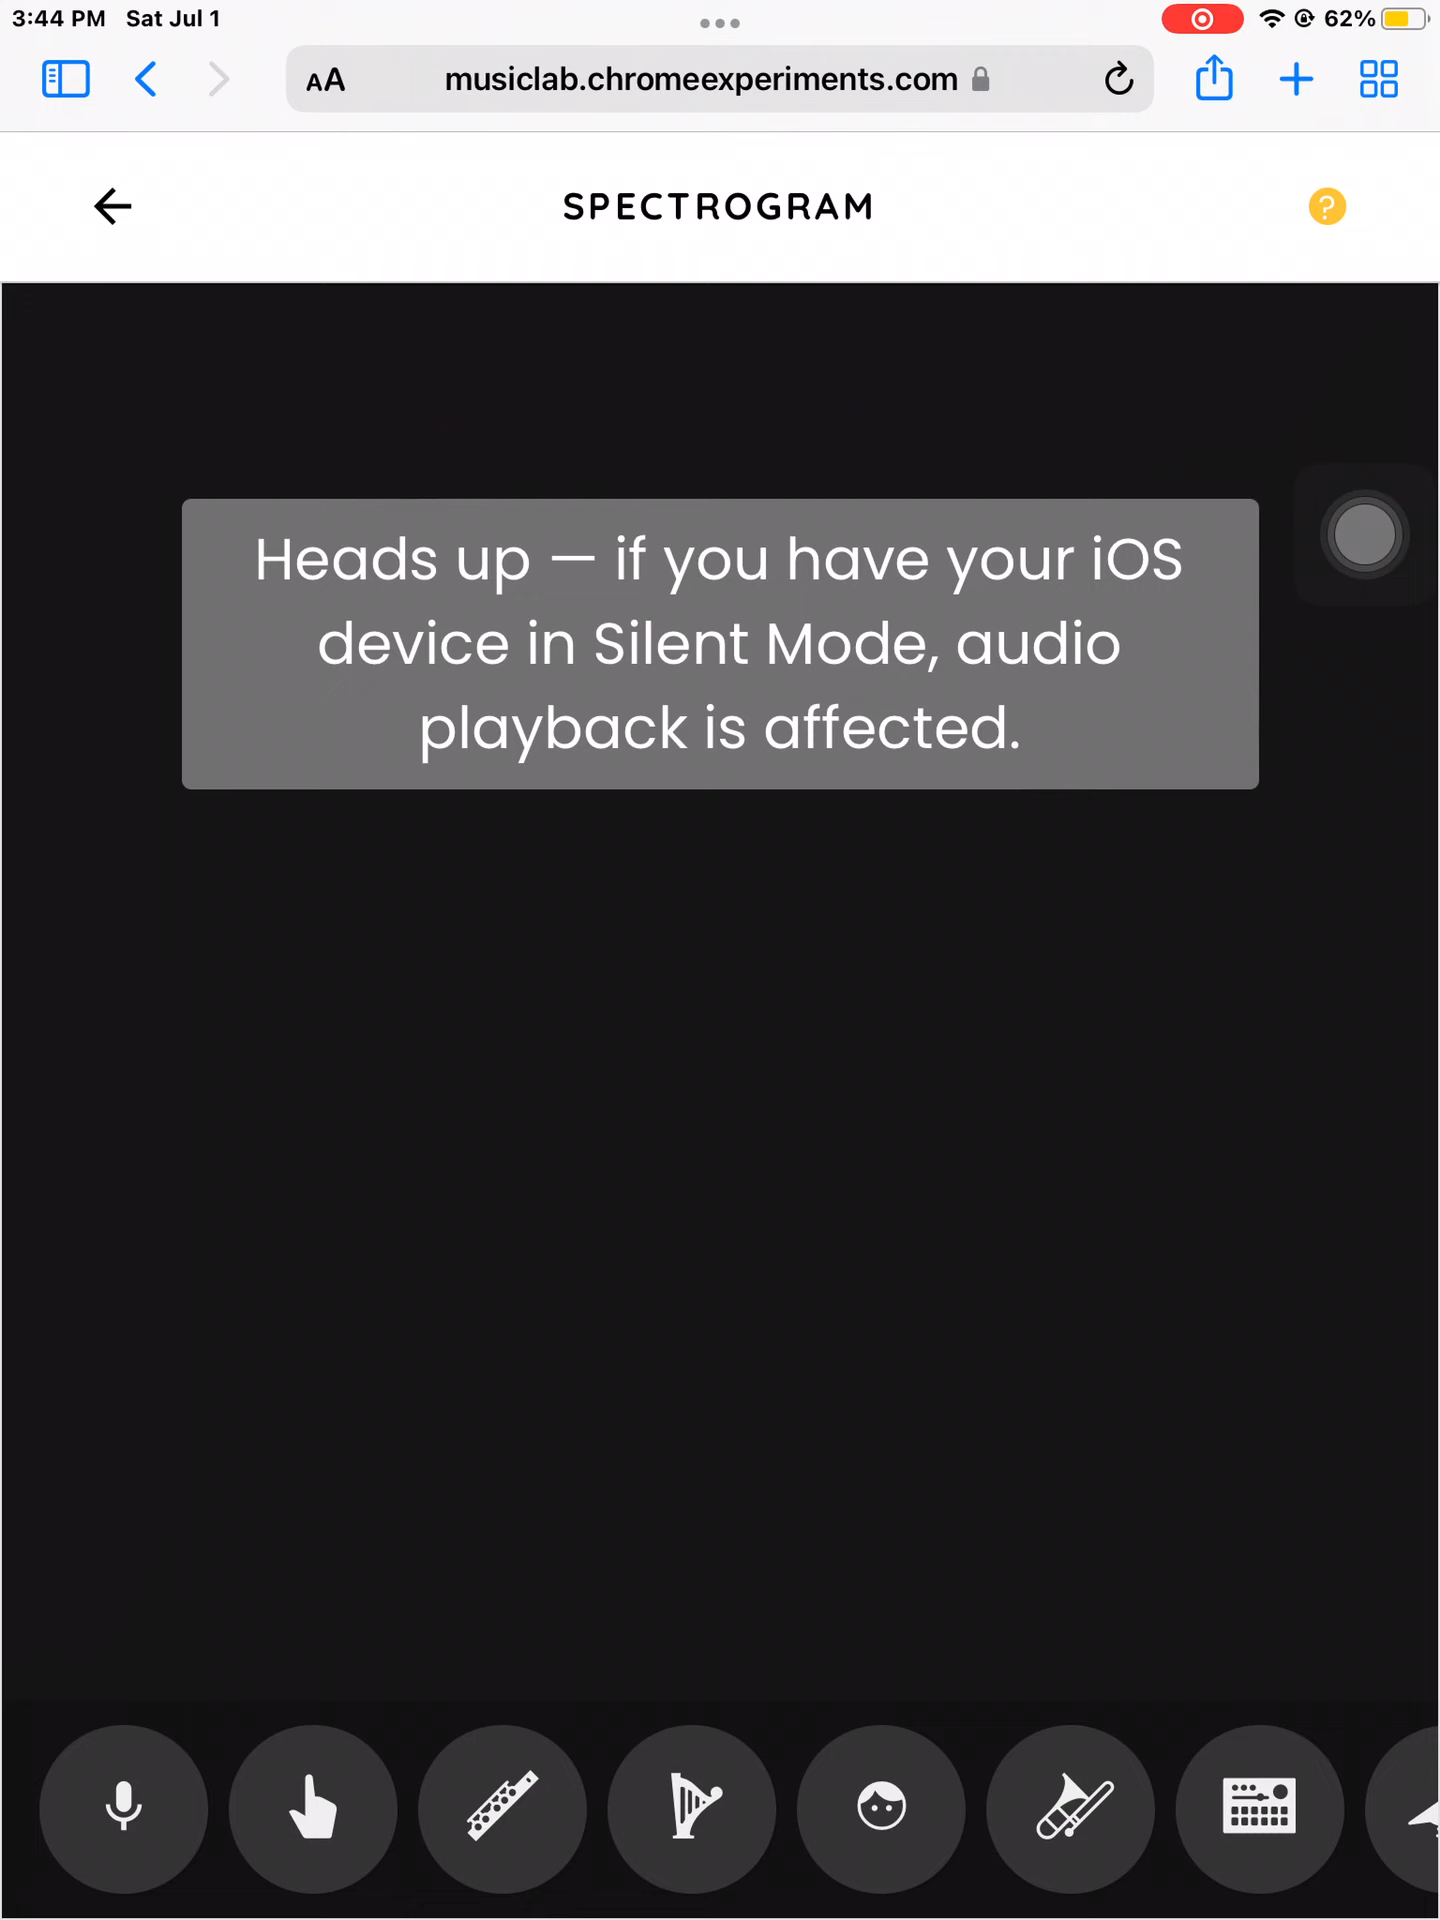 3:44 PM Sat Jul 1
62%
AA musiclab.chromeexperiments.com
SPECTROGRAM
?
Heads up — if you have your iOS
device in Silent Mode, audio
playback is affected.